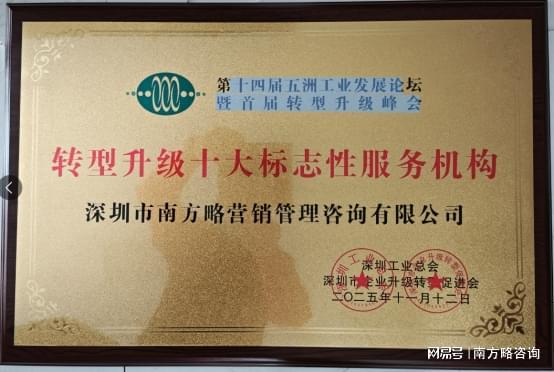 第十四届五洲工业发展论坛
暨首届转型升级峰会
转型升级十大标志性服务机构
深圳市南方略营销管理咨询有限公司
深圳工业总会
深圳市企业升级转型促进会
二〇二五年十一月十二日
搜狐号@南方略咨询